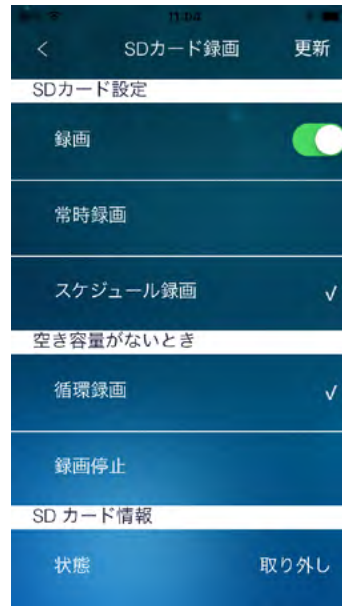 11:04
< SDカード録画 更新
SDカード設定
録画
常時録画
スケジュール録画 √
空き容量がないとき
循環録画 √
録画停止
SD カード情報
状態 取り外し